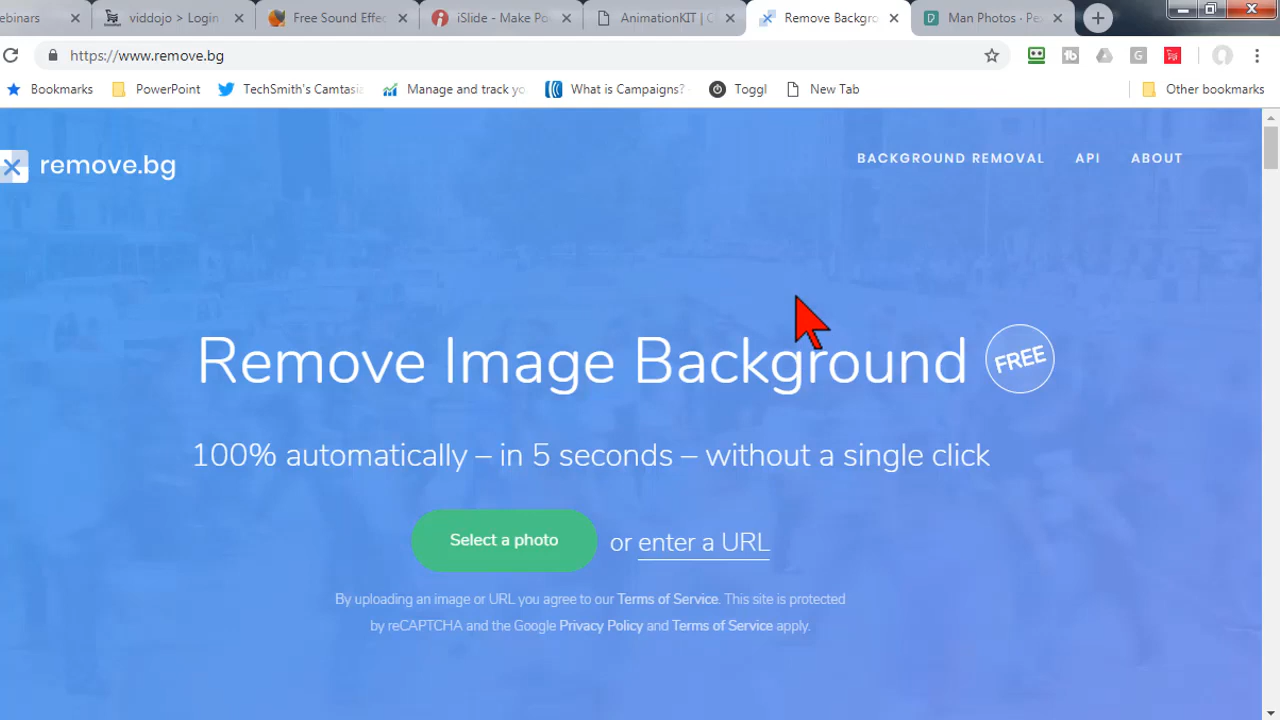 ebinars
viddojo > Login
Free Sound Effec
iSlide - Make Po
AnimationKIT | C
Remove Backgro
Man Photos · Pe
https://www.remove.bg
Bookmarks
PowerPoint
TechSmith's Camtasia
Manage and track yo
What is Campaigns?
Toggl
New Tab
Other bookmarks
remove.bg
BACKGROUND REMOVAL
API
ABOUT
Remove Image Background
FREE
100% automatically – in 5 seconds – without a single click
Select a photo
or enter a URL
By uploading an image or URL you agree to our Terms of Service. This site is protected
by reCAPTCHA and the Google Privacy Policy and Terms of Service apply.